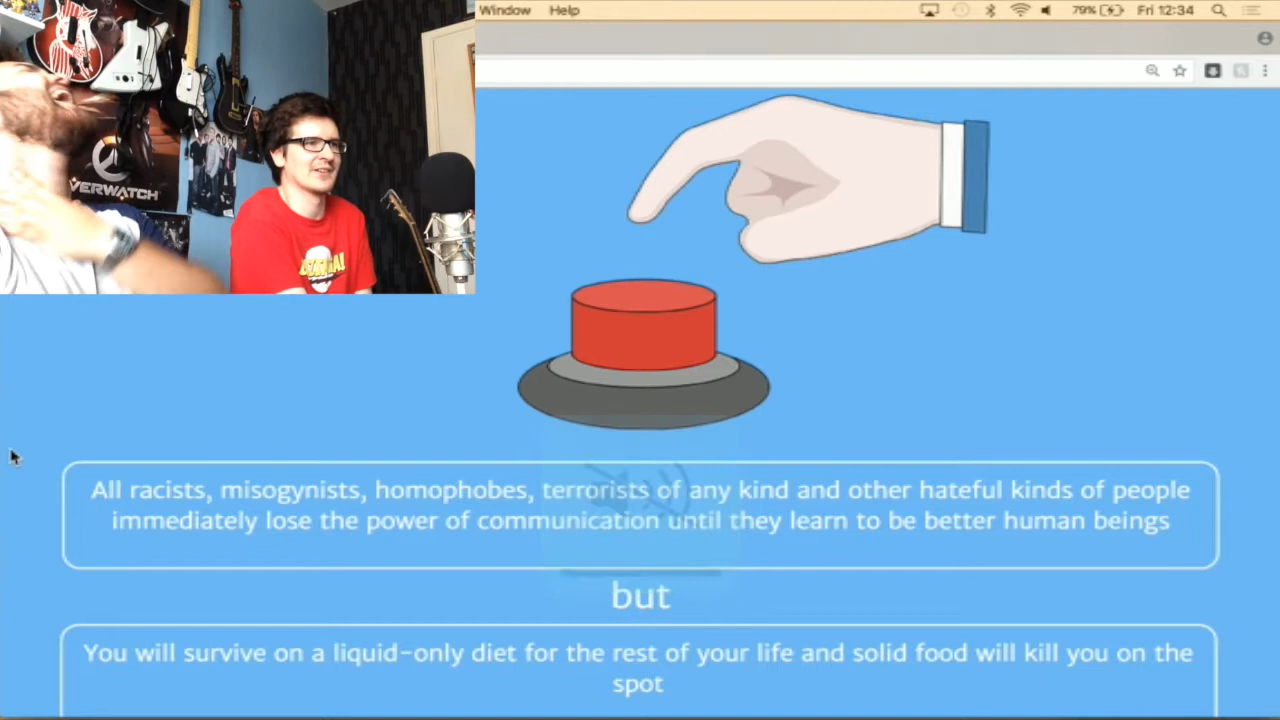 Window Help 79% Fri 12:34
OVERWATCH
BAZINGA!
All racists, misogynists, homophobes, terrorists of any kind and other hateful kinds of people
immediately lose the power of communication until they learn to be better human beings
but
You will survive on a liquid-only diet for the rest of your life and solid food will kill you on the
spot